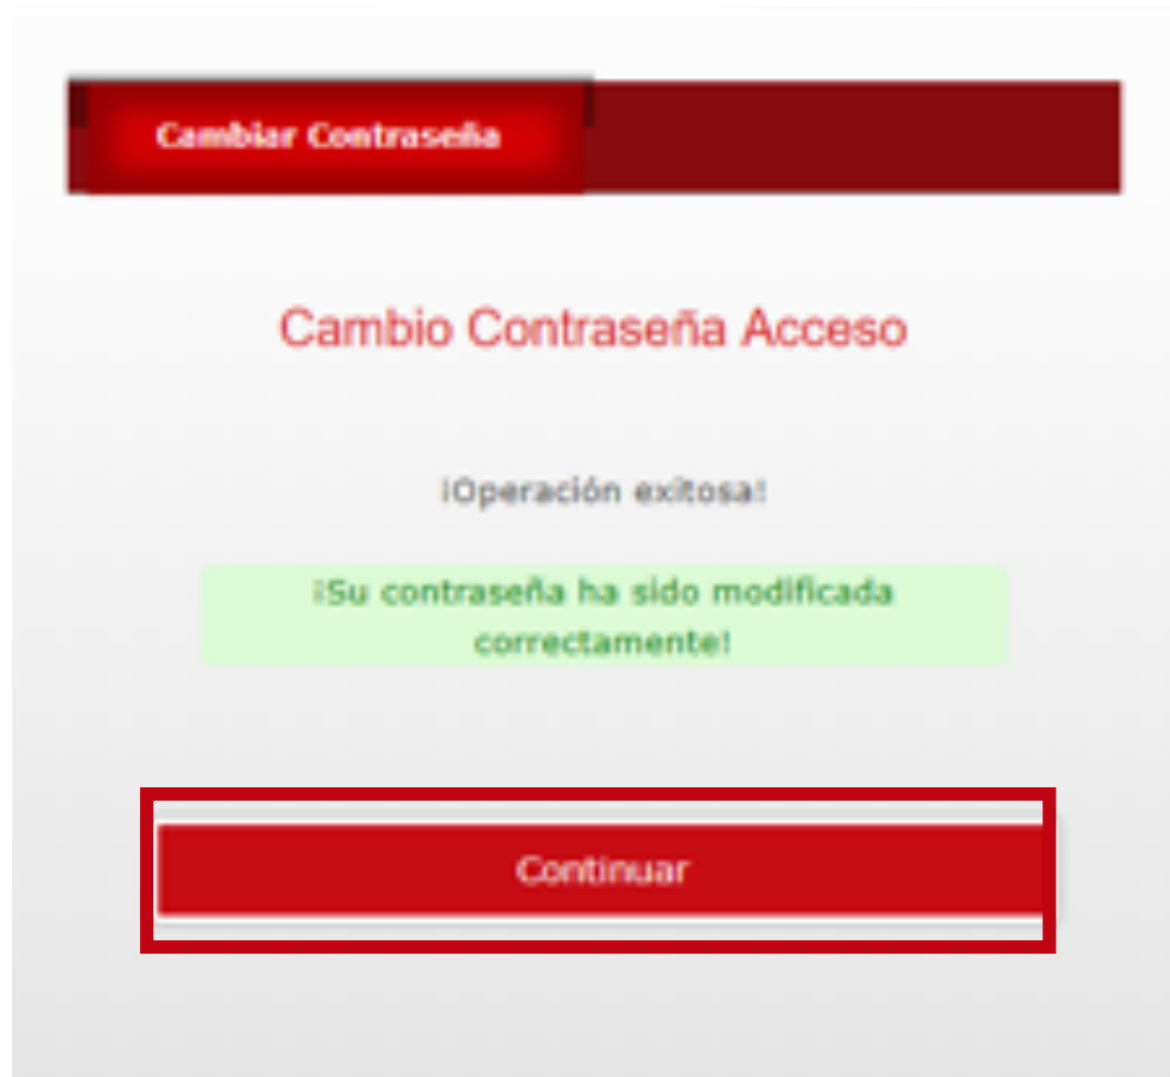 Cambiar Contraseña
Cambio Contraseña Acceso
¡Operación exitosa!
¡Su contraseña ha sido modificada
correctamente!
Continuar